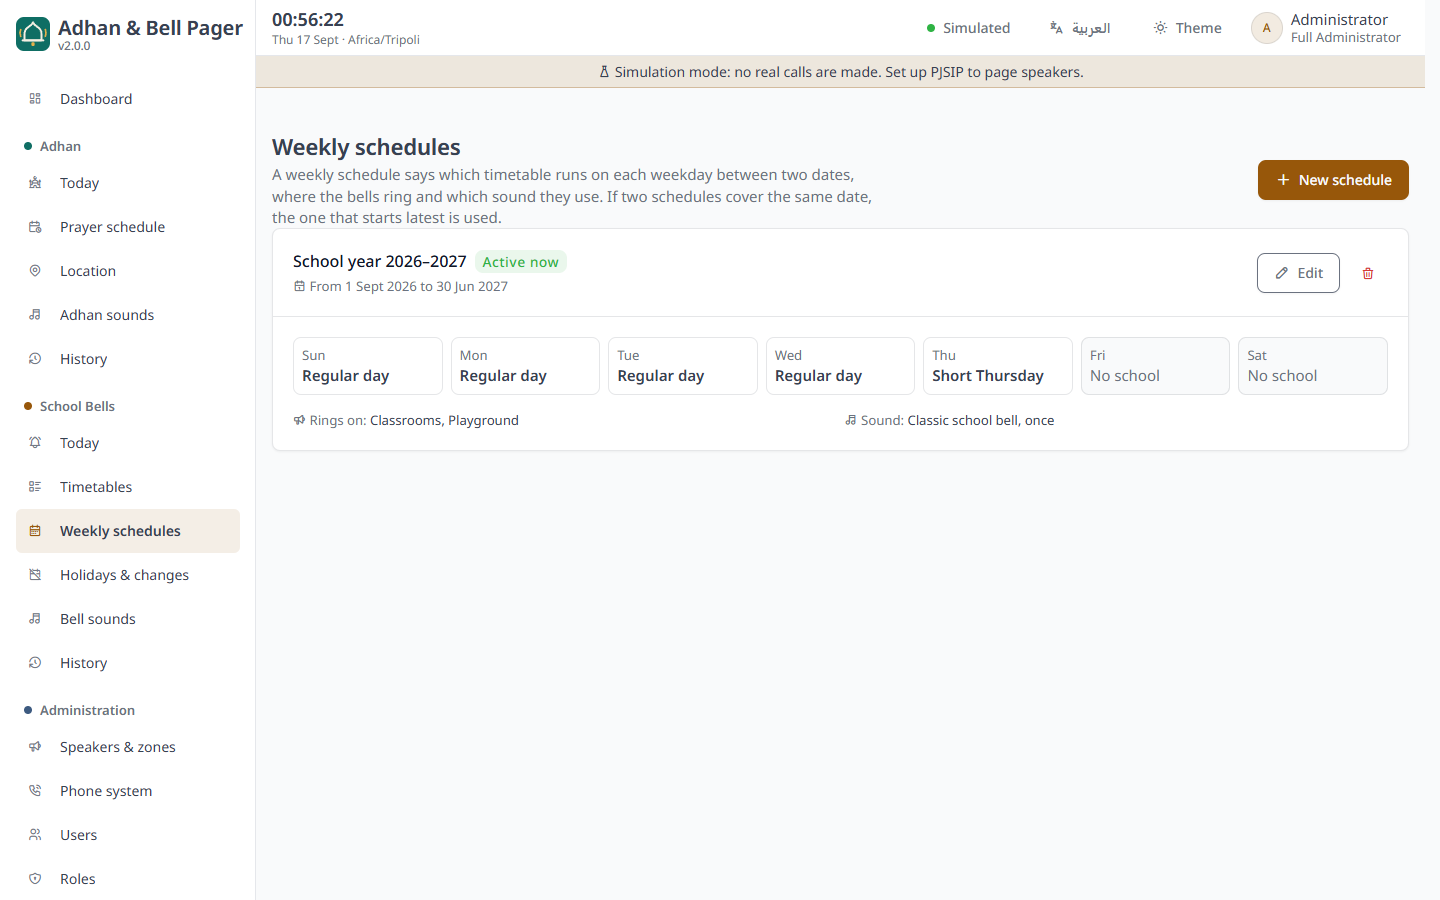 Adhan & Bell Pager
v2.0.0
Dashboard
Adhan
Today
Prayer schedule
Location
Adhan sounds
History
School Bells
Today
Timetables
Weekly schedules
Holidays & changes
Bell sounds
History
Administration
Speakers & zones
Phone system
Users
Roles
00:56:22
Thu 17 Sept · Africa/Tripoli
Simulated
العربية
Theme
A
Administrator
Full Administrator
Simulation mode: no real calls are made. Set up PJSIP to page speakers.
Weekly schedules
A weekly schedule says which timetable runs on each weekday between two dates,
where the bells ring and which sound they use. If two schedules cover the same date,
the one that starts latest is used.
New schedule
School year 2026–2027 Active now
From 1 Sept 2026 to 30 Jun 2027
Edit
Sun
Regular day
Mon
Regular day
Tue
Regular day
Wed
Regular day
Thu
Short Thursday
Fri
No school
Sat
No school
Rings on: Classrooms, Playground
Sound: Classic school bell, once